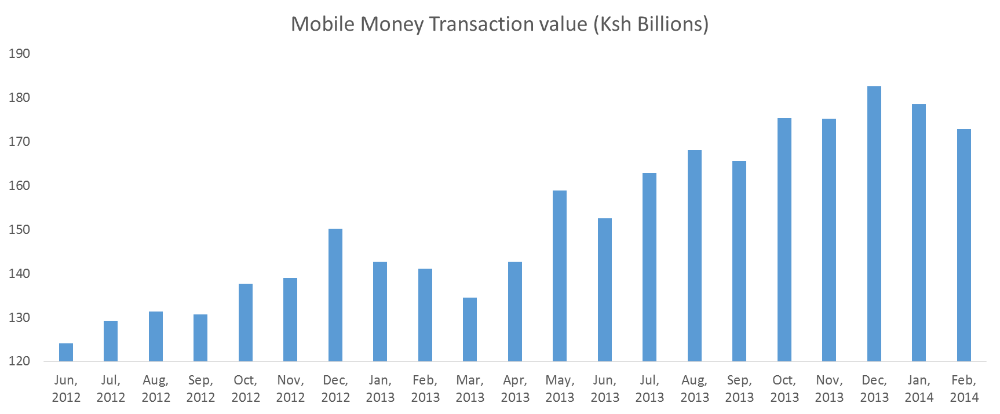 Mobile Money Transaction value (Ksh Billions)
190
180
170
160
150
140
130
120
Jun, Jul, Aug, Sep, Oct, Nov, Dec, Jan, Feb, Mar, Apr, May, Jun, Jul, Aug, Sep, Oct, Nov, Dec, Jan, Feb,
2012 2012 2012 2012 2012 2012 2012 2013 2013 2013 2013 2013 2013 2013 2013 2013 2013 2013 2013 2014 2014